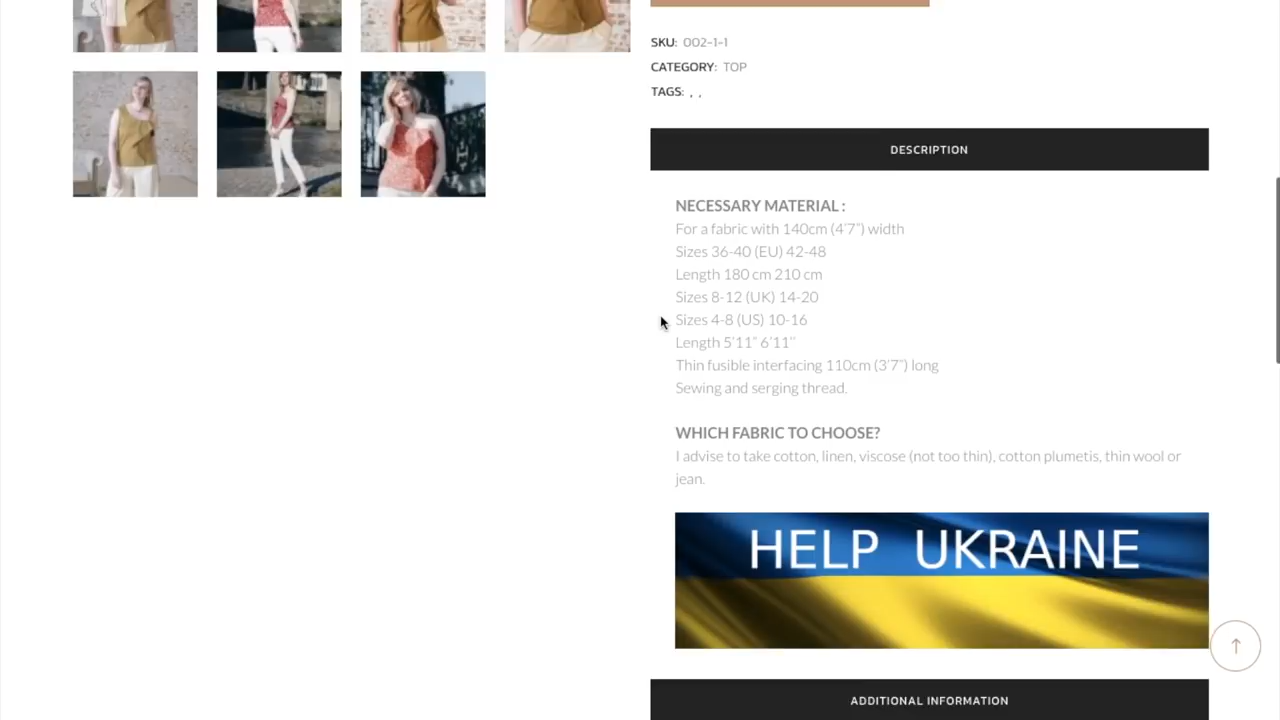 SKU: 002-1-1
CATEGORY: TOP
TAGS: , ,
DESCRIPTION
NECESSARY MATERIAL :
For a fabric with 140cm (4'7") width
Sizes 36-40 (EU) 42-48
Length 180 cm 210 cm
Sizes 8-12 (UK) 14-20
Sizes 4-8 (US) 10-16
Length 5'11" 6'11''
Thin fusible interfacing 110cm (3'7") long
Sewing and serging thread.
WHICH FABRIC TO CHOOSE?
I advise to take cotton, linen, viscose (not too thin), cotton plumetis, thin wool or
jean.
HELP UKRAINE
ADDITIONAL INFORMATION